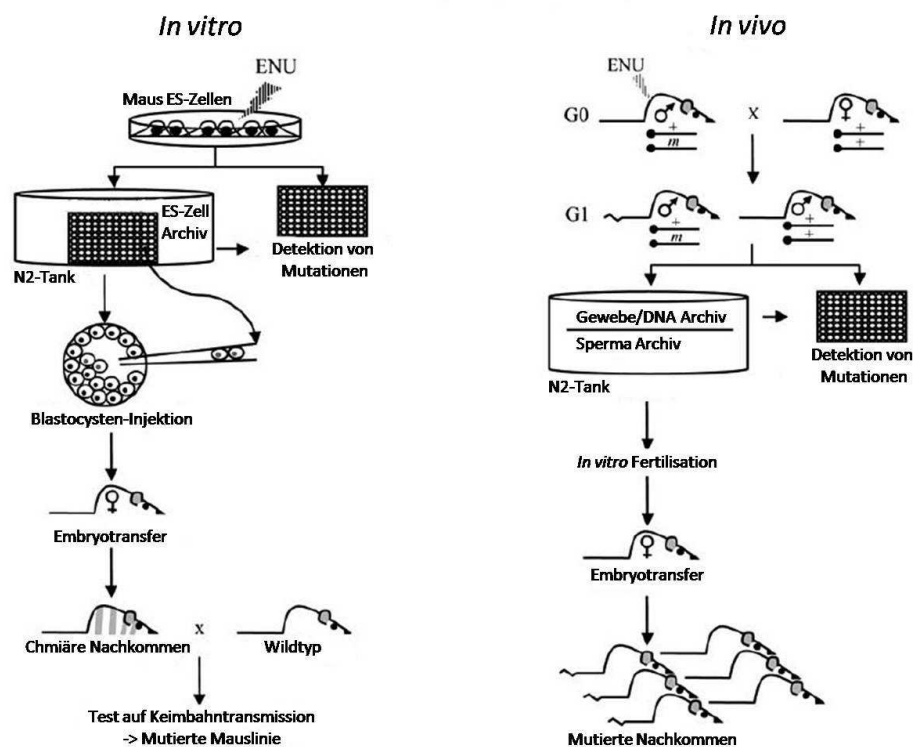 In vitro
ENU
Maus ES-Zellen
ES-Zell
Archiv
N2-Tank
Detektion von
Mutationen
Blastocysten-Injektion
Embryotransfer
x
Chmiäre Nachkommen
Wildtyp
Test auf Keimbahntransmission
-> Mutierte Mauslinie
In vivo
ENU
G0
♂
x
♀
+
m
+
+
G1
♂
♂
+
m
+
+
Gewebe/DNA Archiv
Sperma Archiv
N2-Tank
Detektion von
Mutationen
In vitro Fertilisation
Embryotransfer
Mutierte Nachkommen